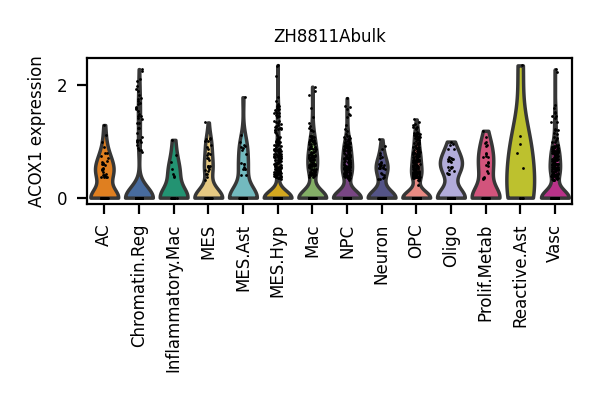 ZH8811Abulk
ACOX1 expression
2
0
AC
Chromatin.Reg
Inflammatory.Mac
MES
MES.Ast
MES.Hyp
Mac
NPC
Neuron
OPC
Oligo
Prolif.Metab
Reactive.Ast
Vasc